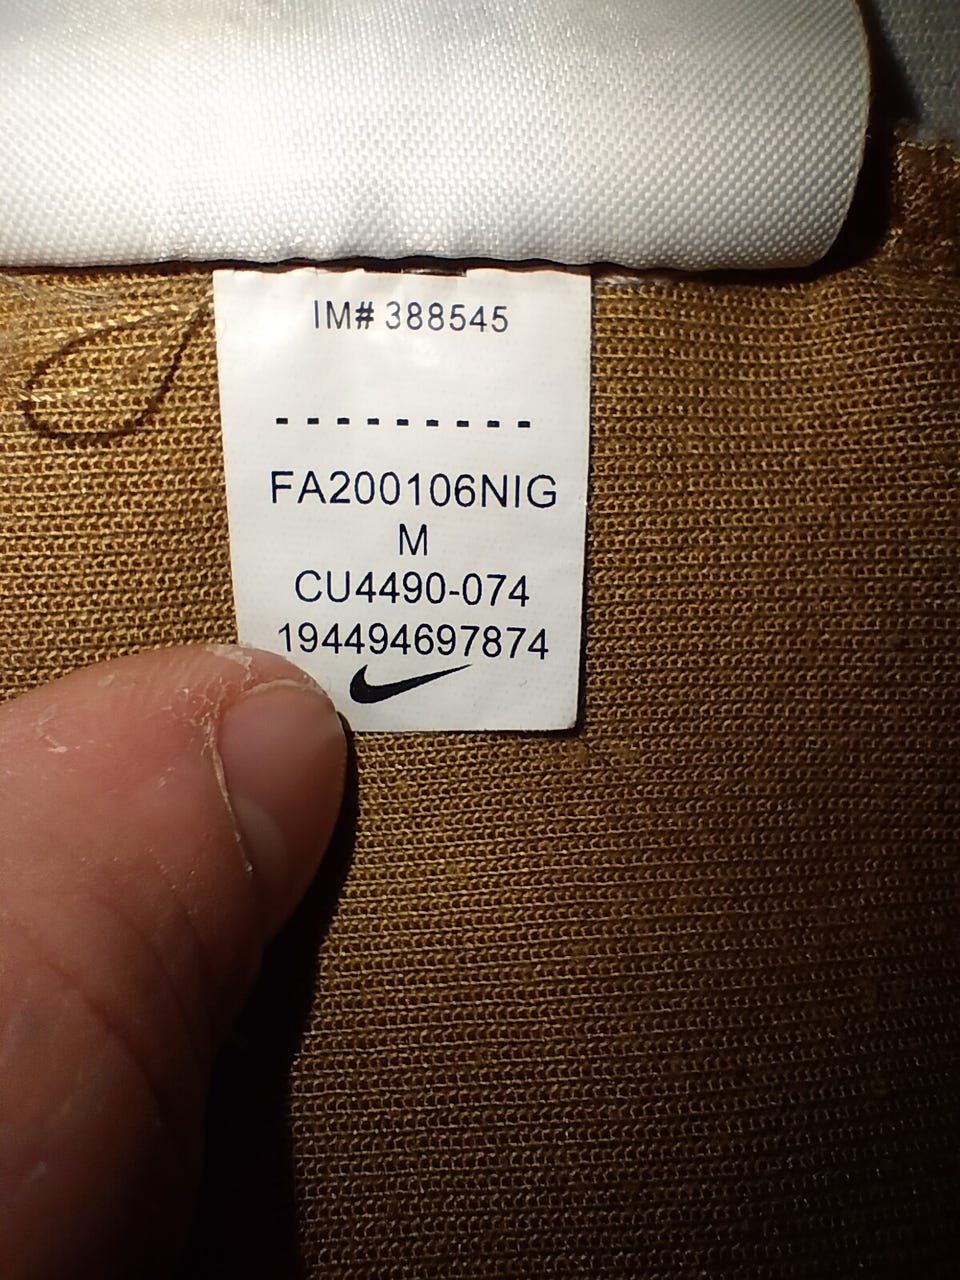 IM# 388545
---------
FA200106NIG
M
CU4490-074
194494697874